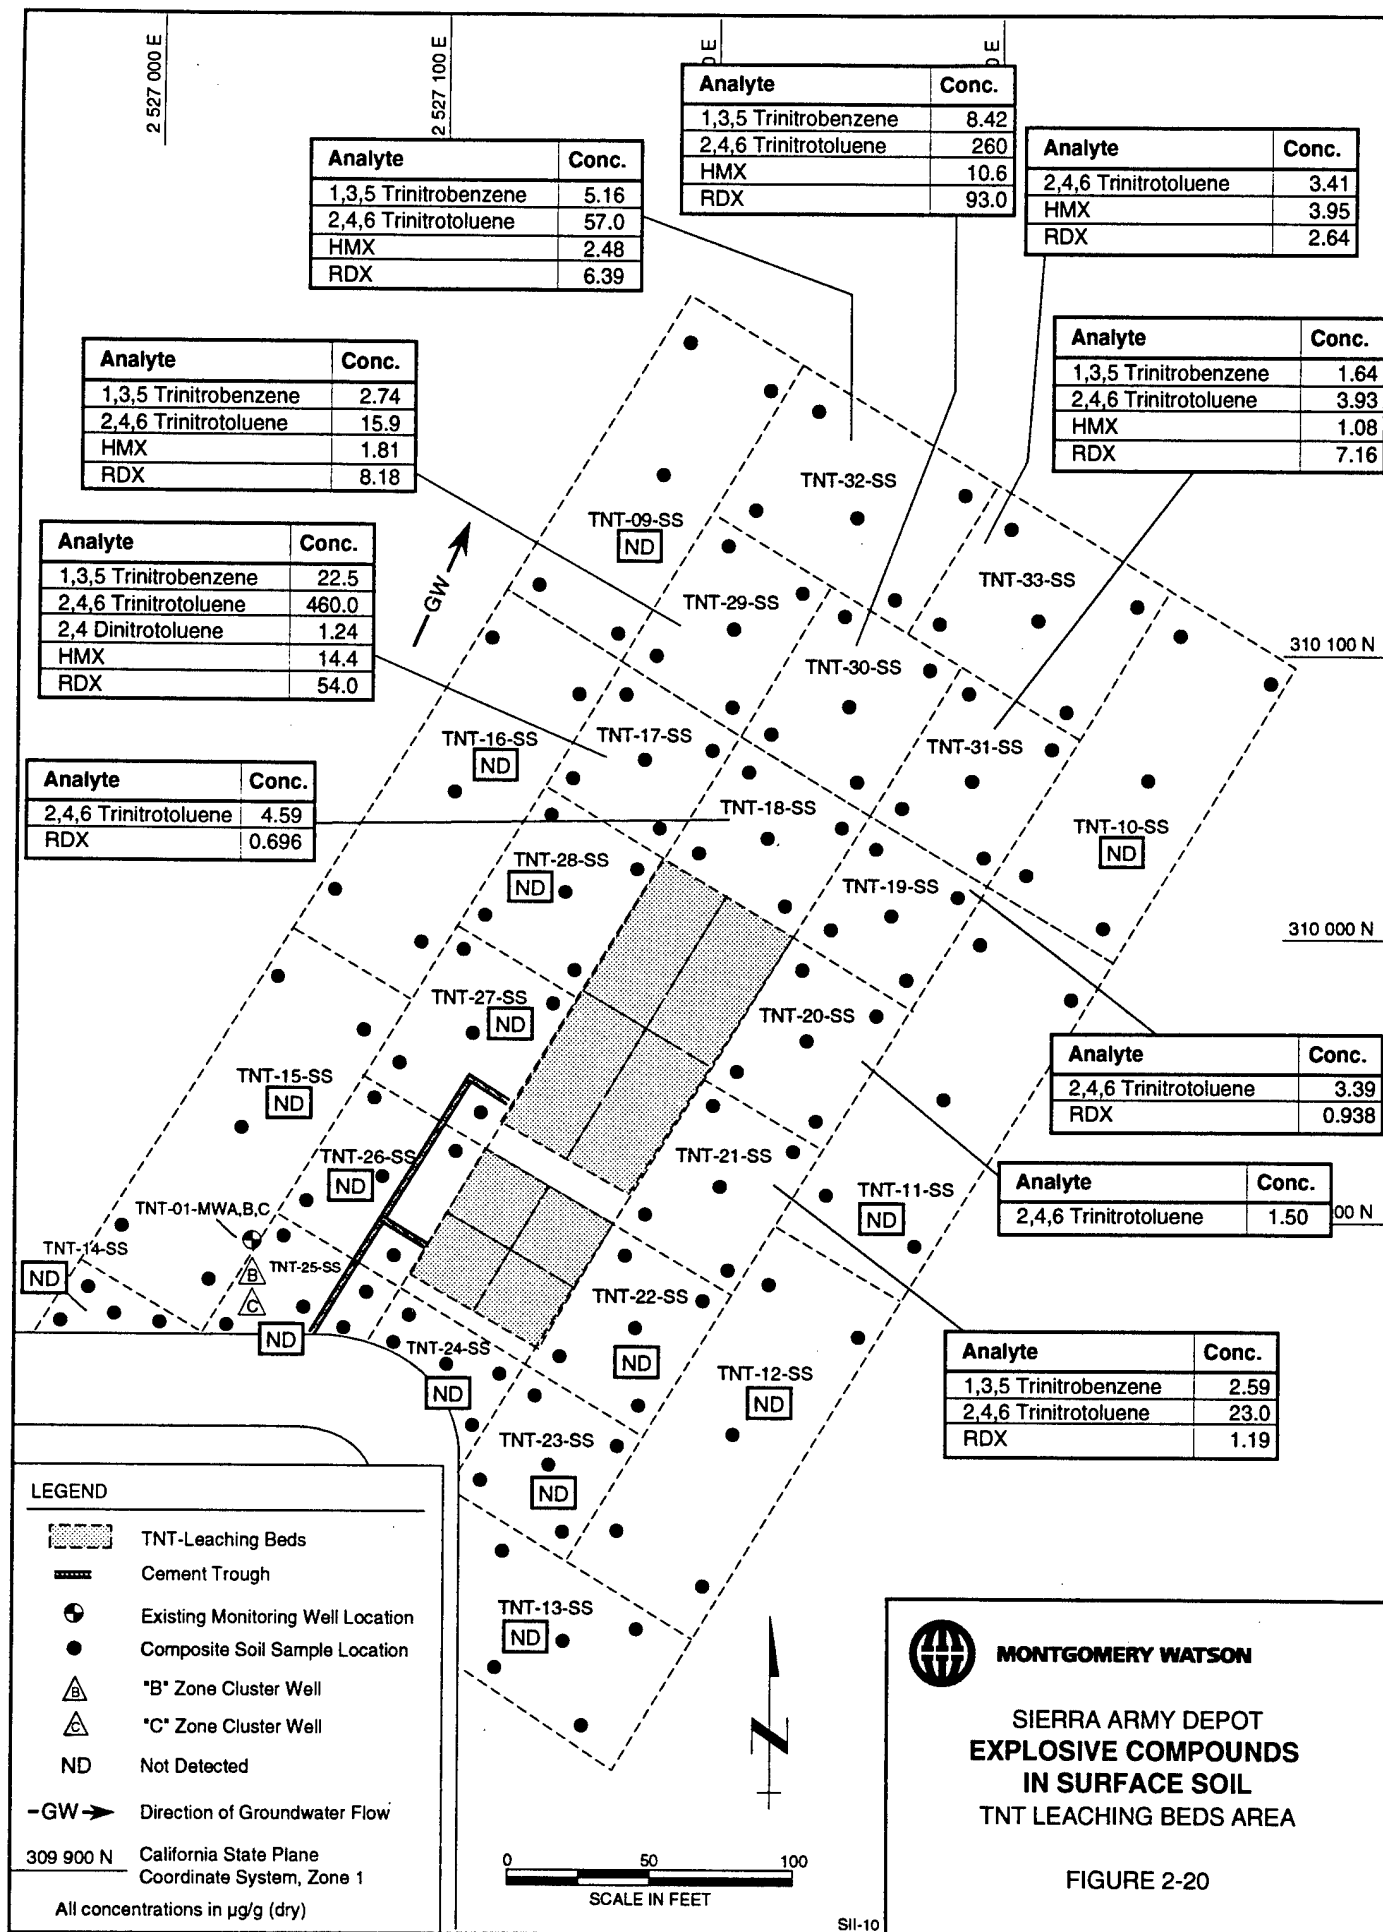 2 527 000 E
2 527 100 E
0 E
0 E
Analyte Conc.
1,3,5 Trinitrobenzene 8.42
2,4,6 Trinitrotoluene 260
HMX 10.6
RDX 93.0
Analyte Conc.
2,4,6 Trinitrotoluene 3.41
HMX 3.95
RDX 2.64
Analyte Conc.
1,3,5 Trinitrobenzene 5.16
2,4,6 Trinitrotoluene 57.0
HMX 2.48
RDX 6.39
Analyte Conc.
1,3,5 Trinitrobenzene 1.64
2,4,6 Trinitrotoluene 3.93
HMX 1.08
RDX 7.16
Analyte Conc.
1,3,5 Trinitrobenzene 2.74
2,4,6 Trinitrotoluene 15.9
HMX 1.81
RDX 8.18
Analyte Conc.
1,3,5 Trinitrobenzene 22.5
2,4,6 Trinitrotoluene 460.0
2,4 Dinitrotoluene 1.24
HMX 14.4
RDX 54.0
Analyte Conc.
2,4,6 Trinitrotoluene 4.59
RDX 0.696
GW
TNT-32-SS
TNT-09-SS
ND
TNT-33-SS
TNT-29-SS
310 100 N
TNT-30-SS
TNT-16-SS
ND
TNT-17-SS
TNT-31-SS
TNT-18-SS
TNT-10-SS
ND
TNT-28-SS
ND
TNT-19-SS
310 000 N
TNT-27-SS
ND
TNT-20-SS
Analyte Conc.
2,4,6 Trinitrotoluene 3.39
RDX 0.938
TNT-15-SS
ND
TNT-26-SS
ND
TNT-21-SS
TNT-11-SS
ND
Analyte Conc.
2,4,6 Trinitrotoluene 1.50
00 N
TNT-01-MWA,B,C
TNT-14-SS
ND
B
C
TNT-25-SS
ND
TNT-22-SS
ND
TNT-24-SS
ND
TNT-12-SS
ND
Analyte Conc.
1,3,5 Trinitrobenzene 2.59
2,4,6 Trinitrotoluene 23.0
RDX 1.19
TNT-23-SS
ND
TNT-13-SS
ND
LEGEND
TNT-Leaching Beds
Cement Trough
Existing Monitoring Well Location
Composite Soil Sample Location
B "B" Zone Cluster Well
C "C" Zone Cluster Well
ND Not Detected
-GW Direction of Groundwater Flow
309 900 N California State Plane
Coordinate System, Zone 1
All concentrations in µg/g (dry)
N
0 50 100
SCALE IN FEET
SII-10
MONTGOMERY WATSON
SIERRA ARMY DEPOT
EXPLOSIVE COMPOUNDS
IN SURFACE SOIL
TNT LEACHING BEDS AREA
FIGURE 2-20